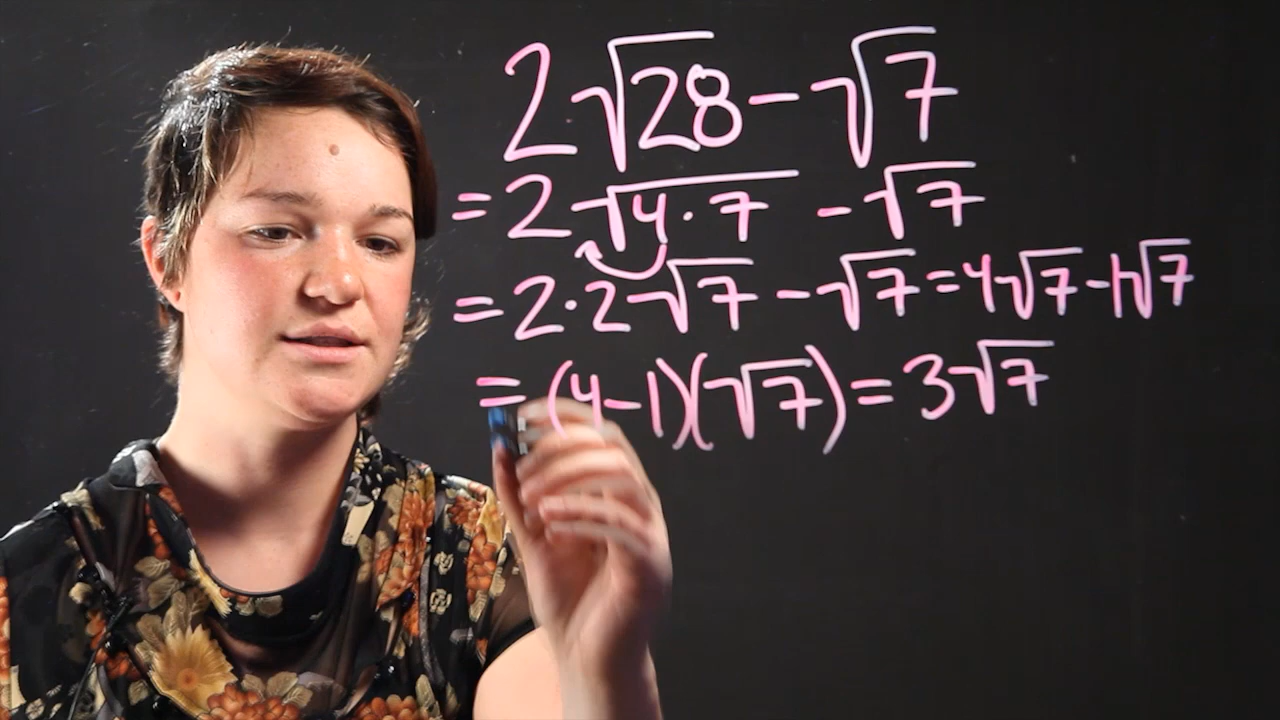 2√28 - √7
= 2√4·7 - √7
= 2·2√7 - √7 = 4√7 - 1√7
= (4-1)(√7) = 3√7